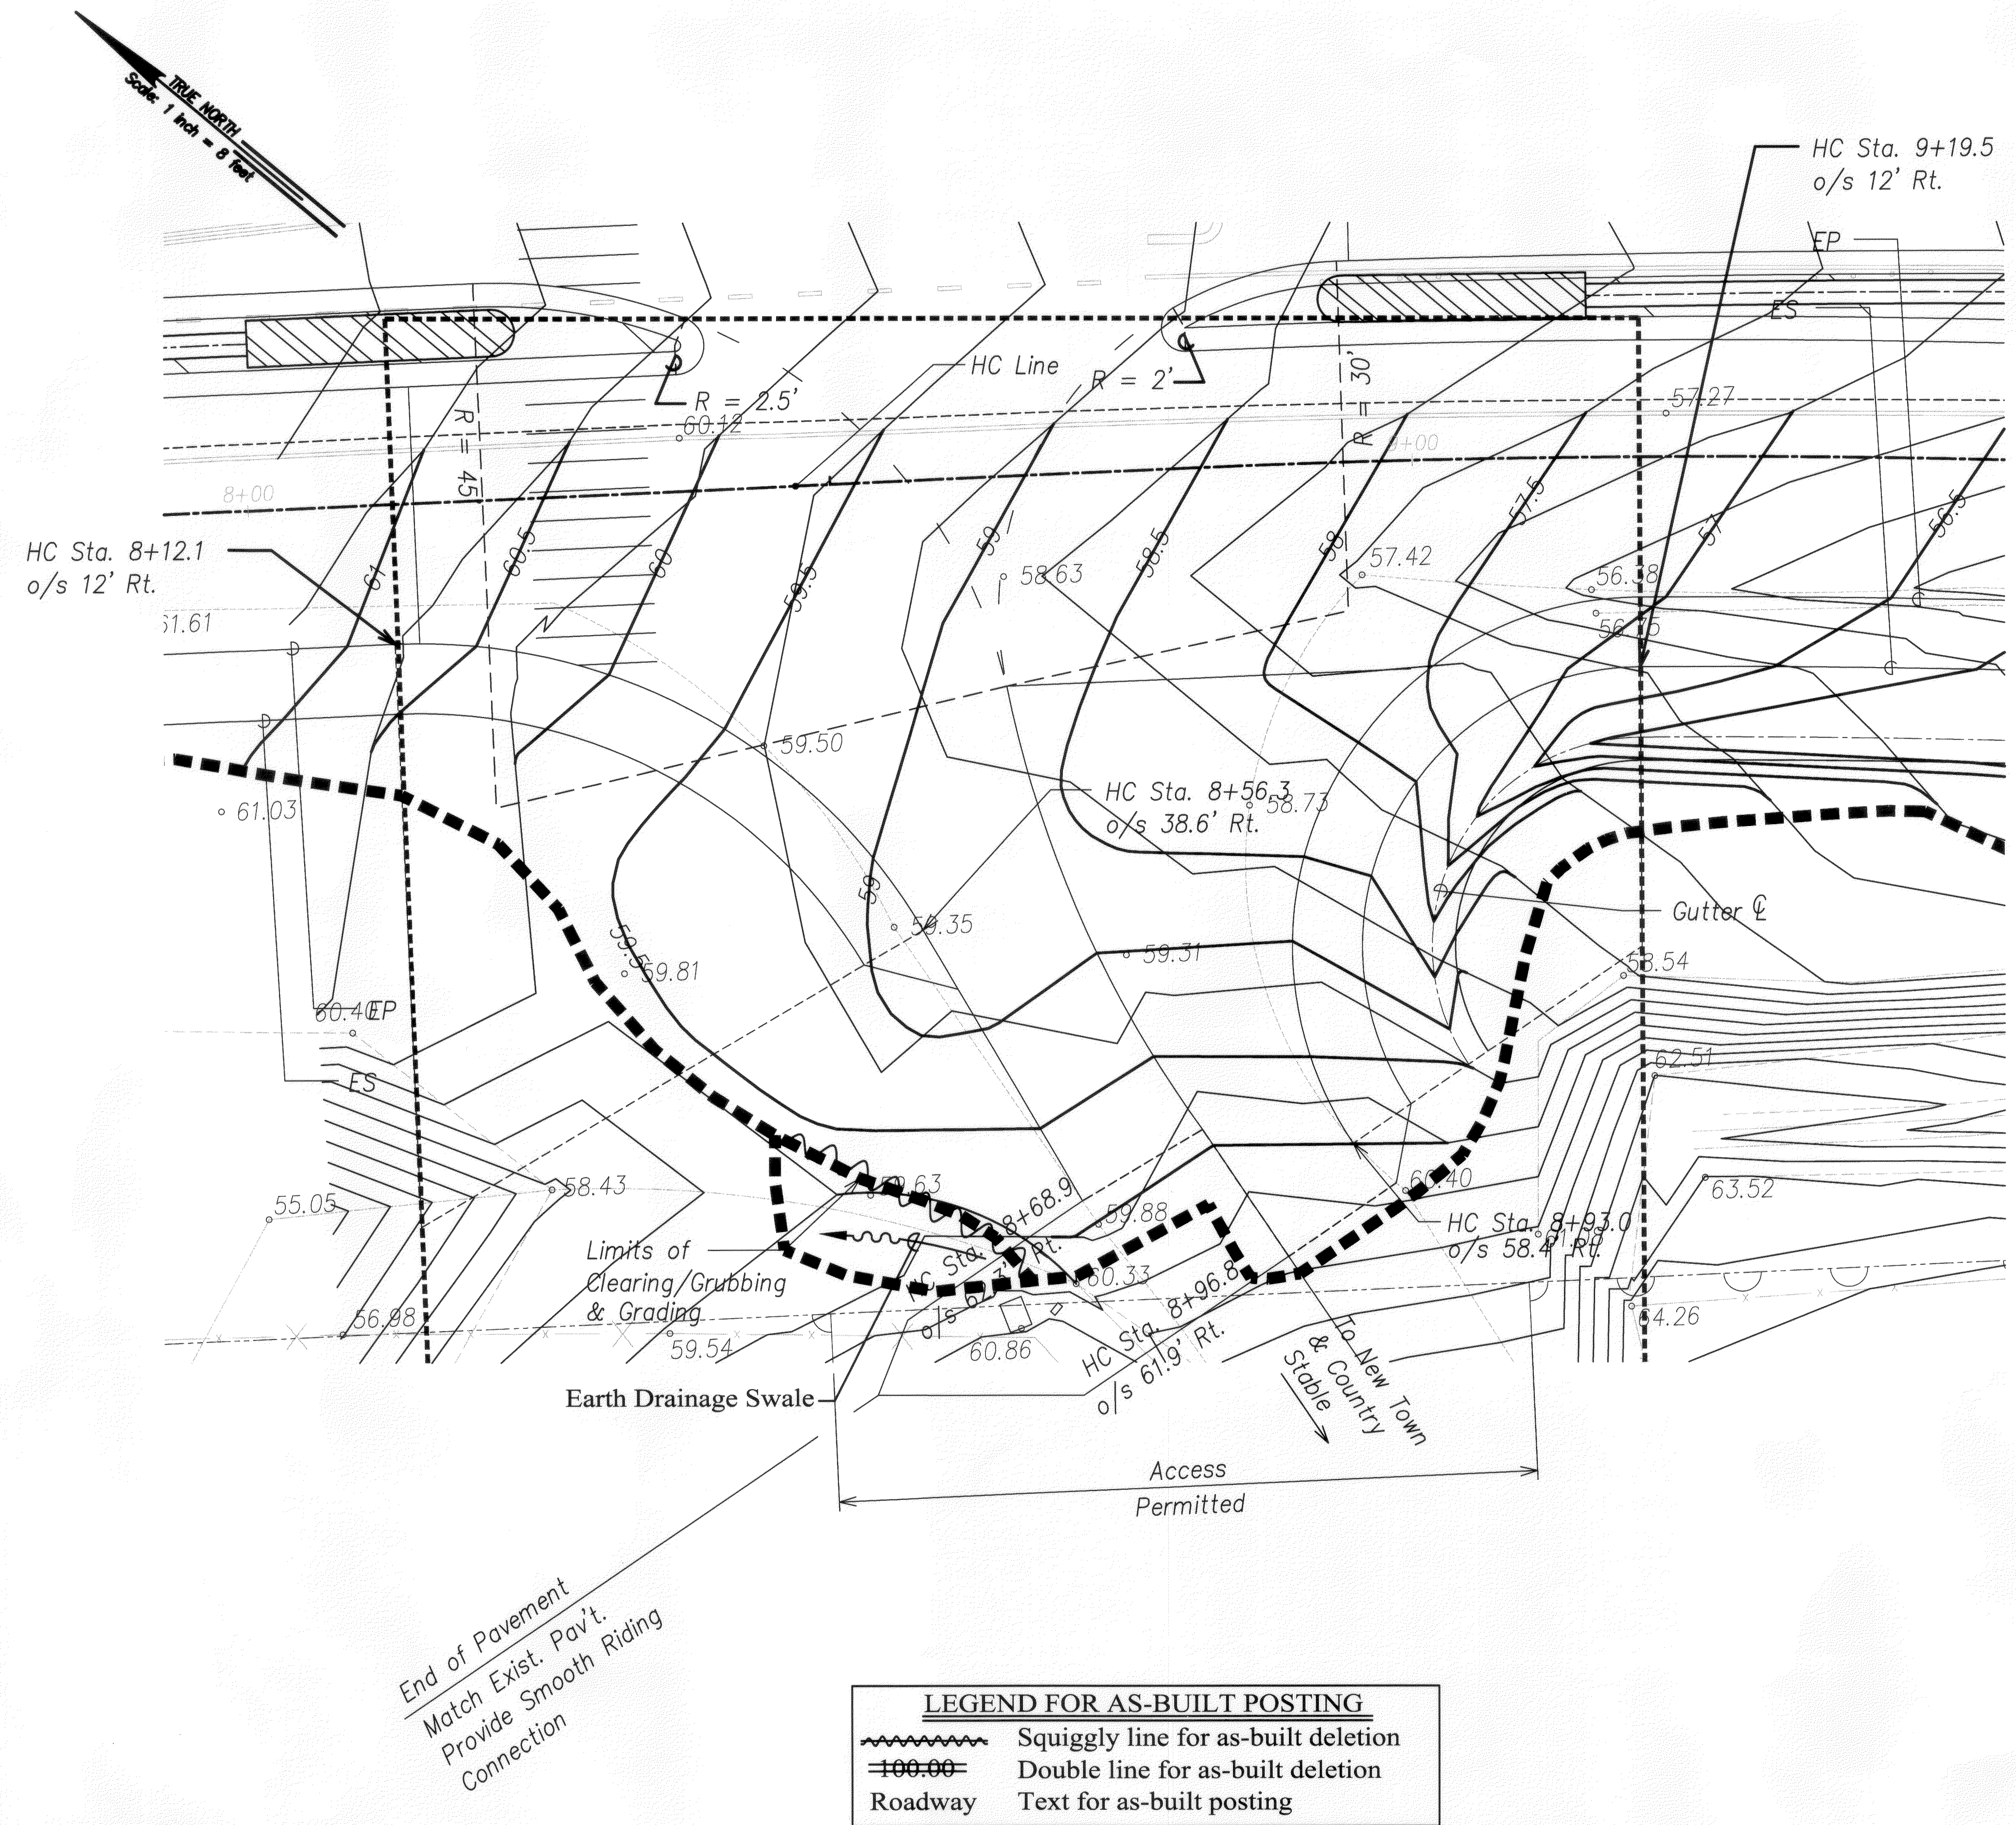 TRUE NORTH
Scale: 1 inch = 8 feet
HC Sta. 9+19.5
o/s 12' Rt.
EP
ES
HC Line
R = 2'
R = 2.5'
R = 30'
R = 45'
60.12
57.27
9+00
8+00
HC Sta. 8+12.1
o/s 12' Rt.
61
60.5
60
59.5
59
58.5
58
57.5
57
56.5
58.63
57.42
56.38
56.75
61.61
59.50
61.03
HC Sta. 8+56.3
o/s 38.6' Rt.
58.73
59
59.35
59.31
Gutter ℄
59.5
59.81
58.54
60.40
EP
ES
62.51
58.43
55.05
59.88
60.40
63.52
HC Sta. 8+93.0
o/s 58.4' Rt.
Limits of
Clearing/Grubbing
& Grading
HC Sta. 8+68.9
60.33
56.98
59.54
60.86
64.26
HC Sta. 8+96.8
o/s 61.9' Rt.
To New Town
& Country
Stable
Earth Drainage Swale
Access
Permitted
End of Pavement
Match Exist. Pav't.
Provide Smooth Riding
Connection
LEGEND FOR AS-BUILT POSTING
Squiggly line for as-built deletion
100.00 Double line for as-built deletion
Roadway Text for as-built posting